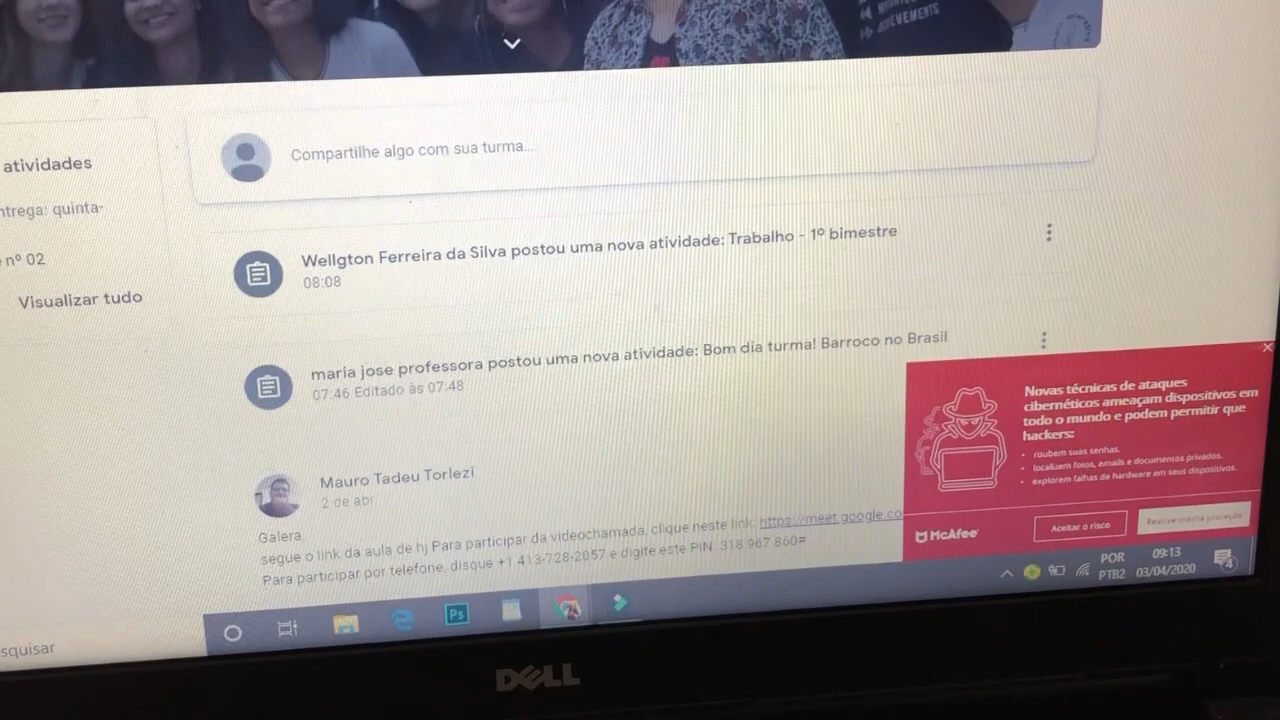 ACHIEVEMENTS
Compartilhe algo com sua turma...
atividades
ntrega: quinta-
e nº 02
Visualizar tudo
Wellgton Ferreira da Silva postou uma nova atividade: Trabalho - 1º bimestre
08:08
maria jose professora postou uma nova atividade: Bom dia turma! Barroco no Brasil
07:46 Editado às 07:48
Mauro Tadeu Torlezi
2 de abr
Galera
segue o link da aula de hj Para participar da videochamada, clique neste link: https://meet.google.co
Para participar por telefone, disque +1 413-728-2057 e digite este PIN: 318 967 860#
Novas técnicas de ataques
cibernéticos ameaçam dispositivos em
todo o mundo e podem permitir que
hackers:
• roubem suas senhas.
• localizem fotos, emails e documentos privados.
• explorem falhas de hardware em seus dispositivos.
McAfee
Aceitar o risco
Reative minha proteção
squisar
Ps
POR
PTB2
09:13
03/04/2020
4
DELL